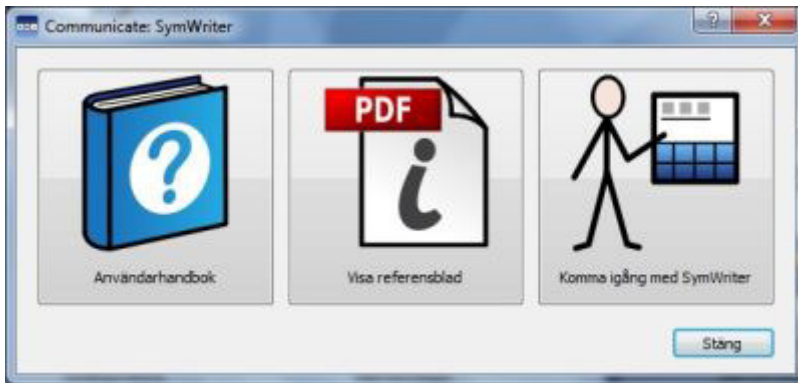 Communicate: SymWriter
?
PDF
i
Användarhandbok
Visa referensblad
Komma igång med SymWriter
Stäng